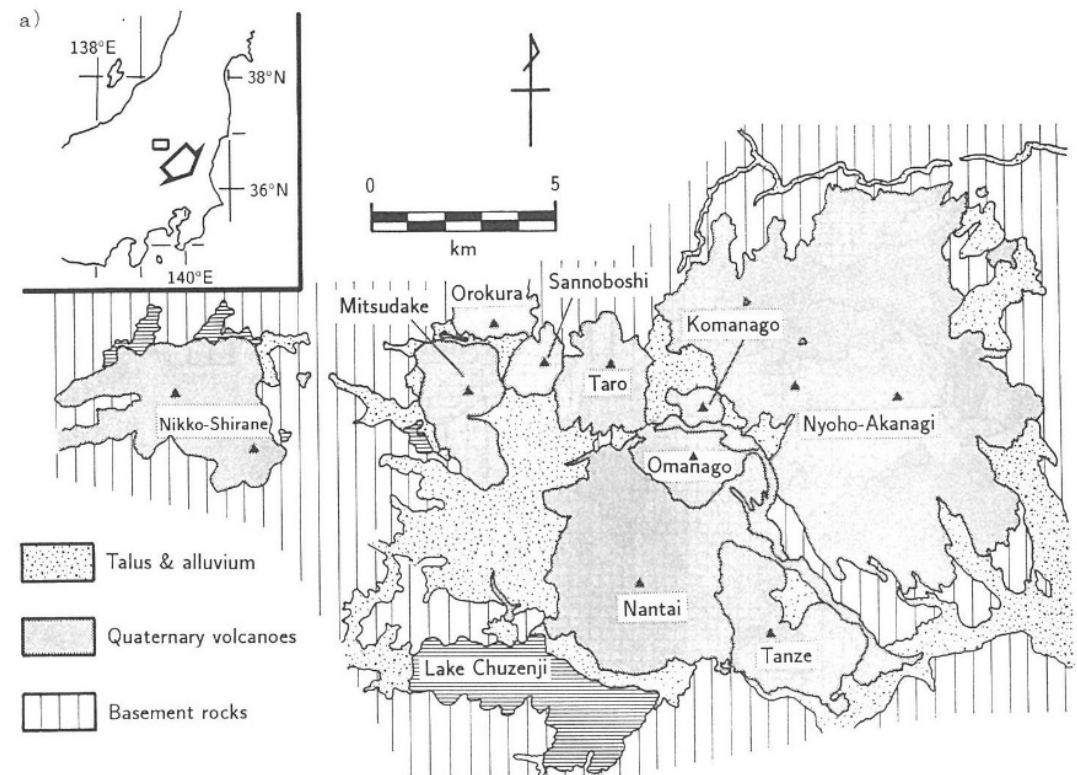 a)
138°E
38°N
36°N
140°E
0 5
km
Orokura
Sannoboshi
Mitsudake
Komanago
Taro
Nikko-Shirane
Nyoho-Akanagi
Omanago
Talus & alluvium
Nantai
Quaternary volcanoes
Tanze
Lake Chuzenji
Basement rocks